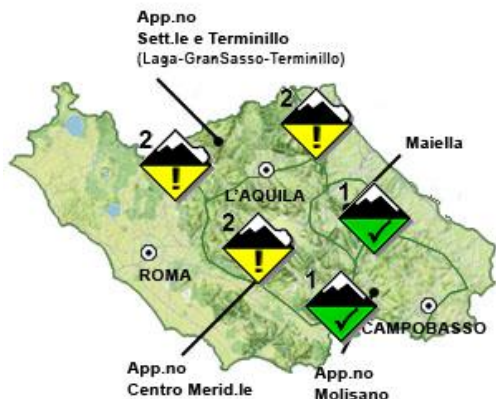 App.no
Sett.le e Terminillo
(Laga-GranSasso-Terminillo)
2
2
Maiella
L'AQUILA
1
2
ROMA
1
CAMPOBASSO
App.no
Centro Merid.le
App.no
Molisano